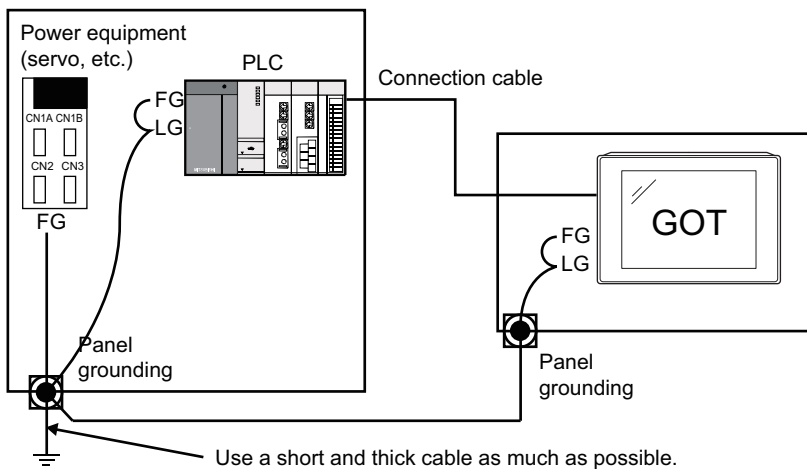 Power equipment
(servo, etc.)
PLC
Connection cable
CN1A CN1B
CN2 CN3
FG
FG
LG
GOT
FG
LG
Panel
grounding
Panel
grounding
Use a short and thick cable as much as possible.